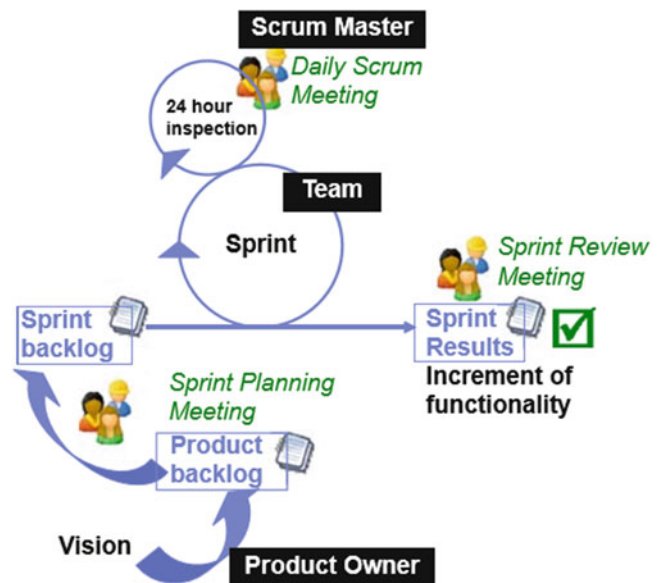 Scrum Master
Daily Scrum
Meeting
24 hour
inspection
Team
Sprint
Sprint Review
Meeting
Sprint
backlog
Sprint
Results
Increment of
functionality
Sprint Planning
Meeting
Product
backlog
Vision
Product Owner